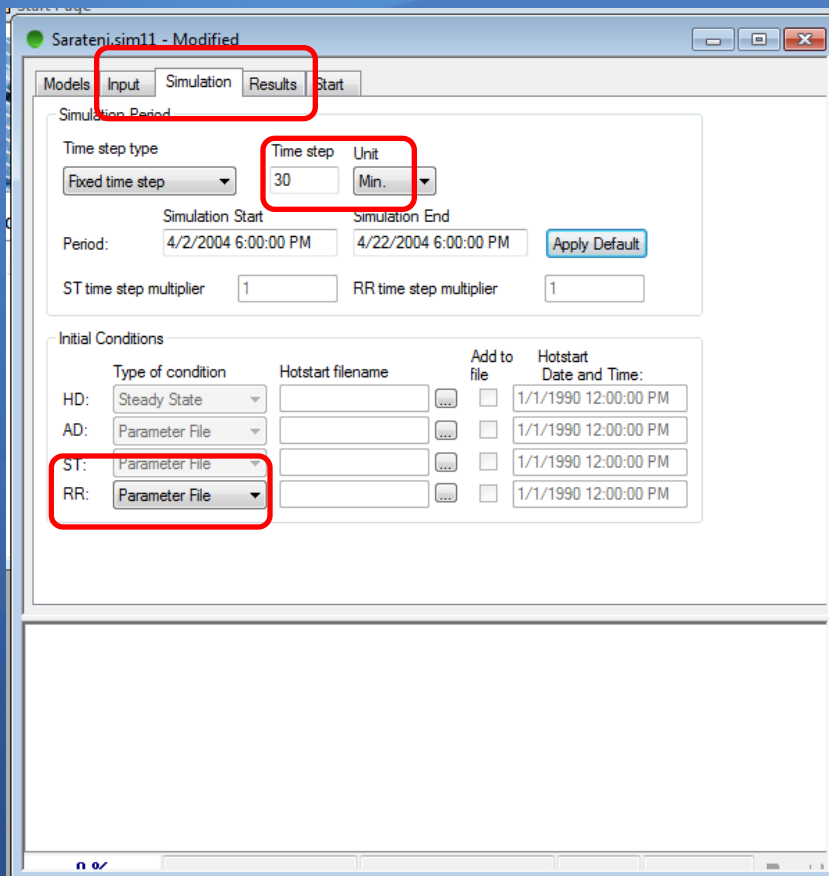 Start Page
Sarateni.sim11 - Modified
Models Input Simulation Results Start
Simulation Period
Time step type Time step Unit
Fixed time step 30 Min.
Simulation Start Simulation End
Period: 4/2/2004 6:00:00 PM 4/22/2004 6:00:00 PM Apply Default
ST time step multiplier 1 RR time step multiplier 1
Initial Conditions
Add to Hotstart
Type of condition Hotstart filename file Date and Time:
HD: Steady State ... 1/1/1990 12:00:00 PM
AD: Parameter File ... 1/1/1990 12:00:00 PM
ST: Parameter File ... 1/1/1990 12:00:00 PM
RR: Parameter File ... 1/1/1990 12:00:00 PM
0 %